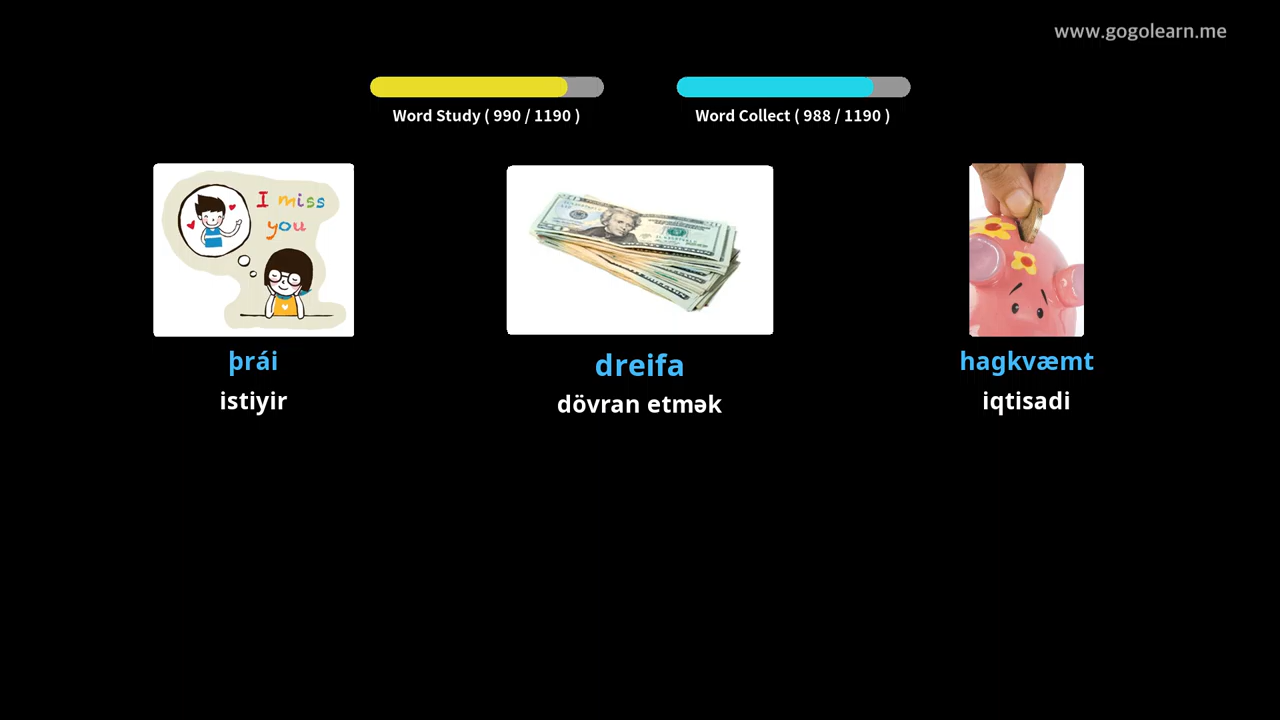 www.gogolearn.me
Word Study ( 990 / 1190 )
Word Collect ( 988 / 1190 )
I miss
you
þrái
istiyir
dreifa
dövran etmək
hagkvæmt
iqtisadi